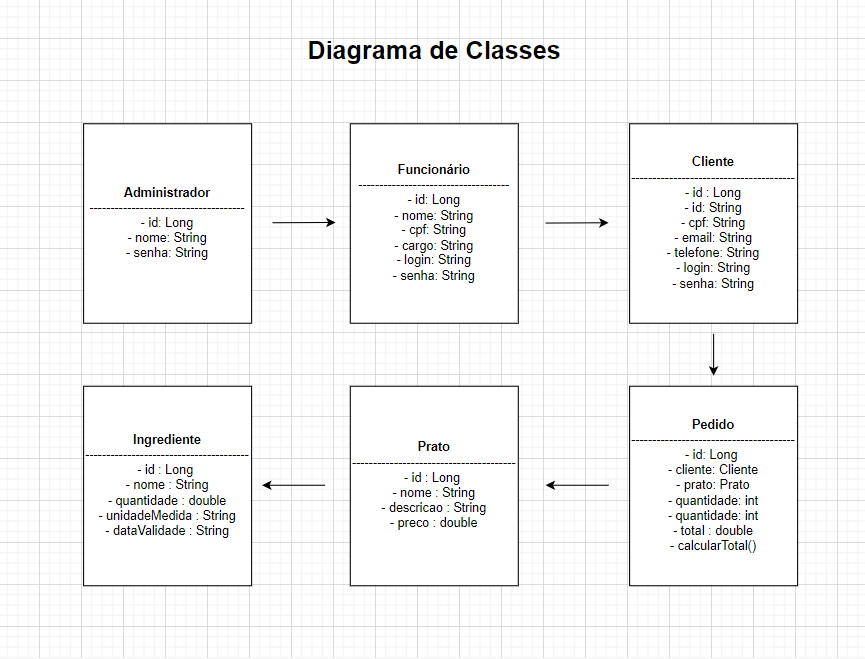 Diagrama de Classes
Administrador
- id: Long
- nome: String
- senha: String
Funcionário
- id: Long
- nome: String
- cpf: String
- cargo: String
- login: String
- senha: String
Cliente
- id : Long
- id: String
- cpf: String
- email: String
- telefone: String
- login: String
- senha: String
Ingrediente
- id : Long
- nome : String
- quantidade : double
- unidadeMedida : String
- dataValidade : String
Prato
- id : Long
- nome : String
- descricao : String
- preco : double
Pedido
- id: Long
- cliente: Cliente
- prato: Prato
- quantidade: int
- quantidade: int
- total : double
- calcularTotal()